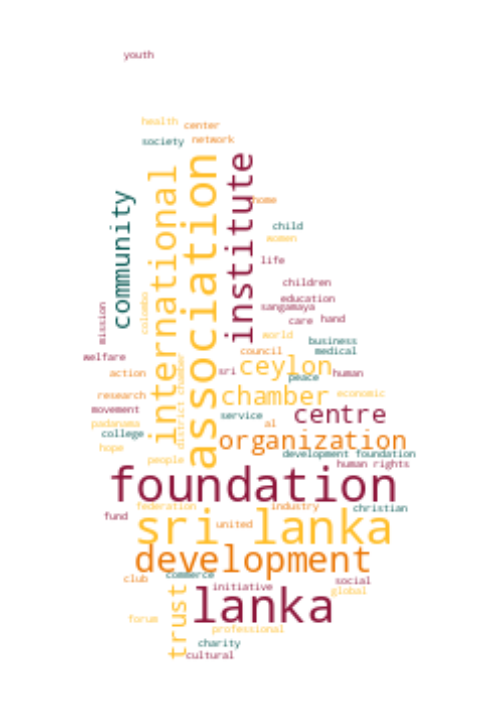 youth
health
center
society
network
association
international
institute
community
home
child
women
life
children
education
sangamaya
care
hand
colombo
mission
world
business
council
medical
welfare
ceylon
sri
peace
human
action
district chamber
research
chamber
economic
movement
centre
service
padanama
al
college
organization
hope
development foundation
people
human rights
foundation
federation
industry
christian
fund
sri lanka
united
development
club
commerce
social
initiative
global
trust
lanka
forum
professional
charity
cultural